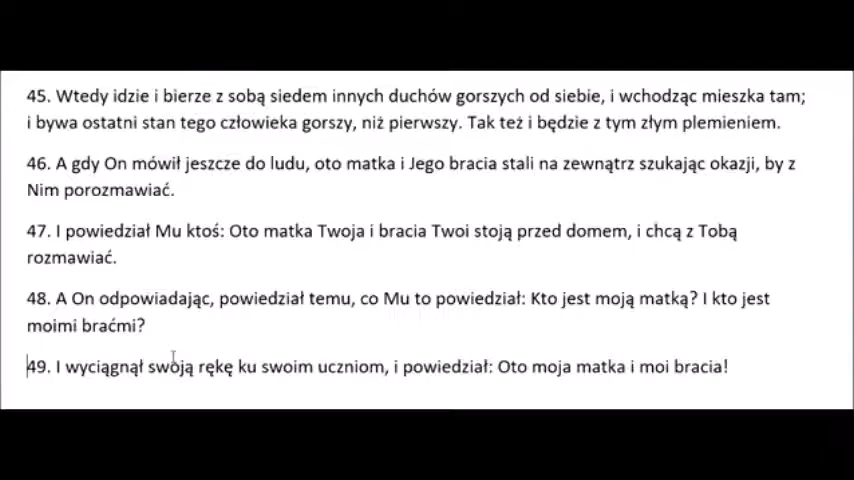 45. Wtedy idzie i bierze z sobą siedem innych duchów gorszych od siebie, i wchodząc mieszka tam;
i bywa ostatni stan tego człowieka gorszy, niż pierwszy. Tak też i będzie z tym złym plemieniem.
46. A gdy On mówił jeszcze do ludu, oto matka i Jego bracia stali na zewnątrz szukając okazji, by z
Nim porozmawiać.
47. I powiedział Mu ktoś: Oto matka Twoja i bracia Twoi stoją przed domem, i chcą z Tobą
rozmawiać.
48. A On odpowiadając, powiedział temu, co Mu to powiedział: Kto jest moją matką? I kto jest
moimi braćmi?
49. I wyciągnął swoją rękę ku swoim uczniom, i powiedział: Oto moja matka i moi bracia!